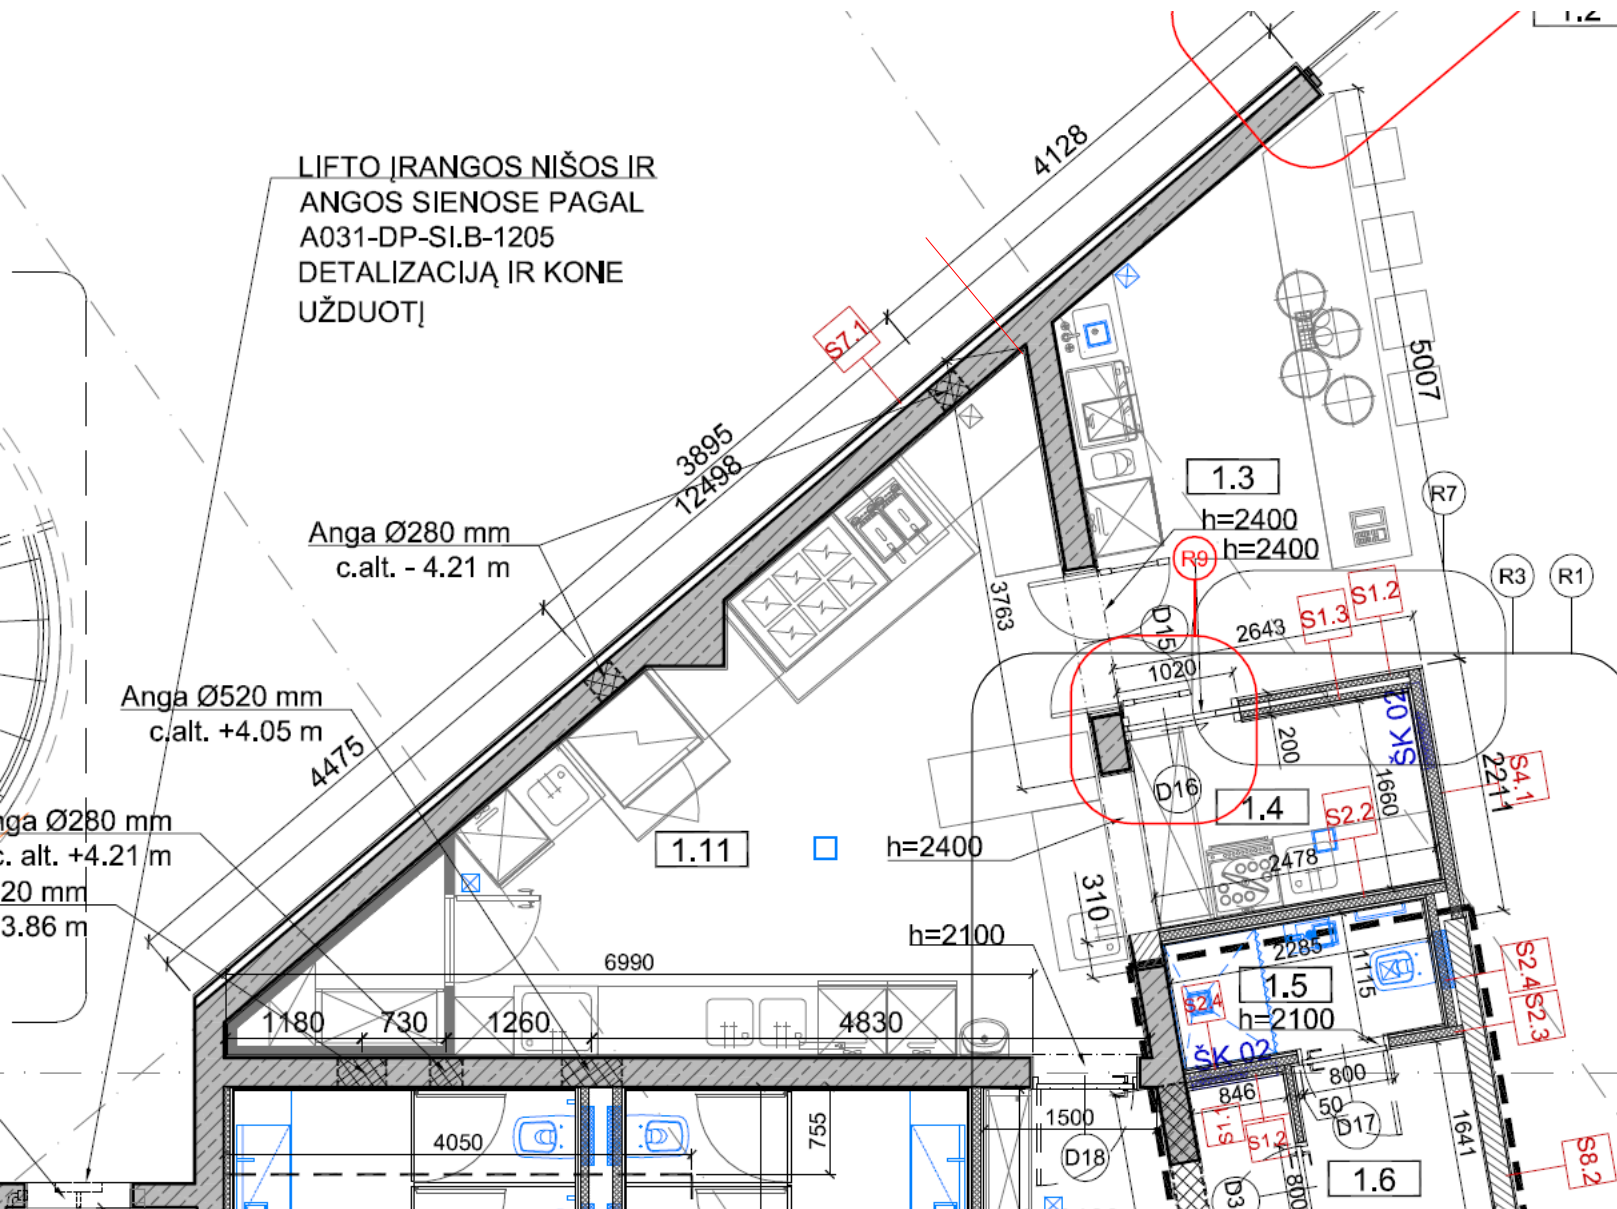 1.2
LIFTO ĮRANGOS NIŠOS IR
ANGOS SIENOSE PAGAL
A031-DP-SI.B-1205
DETALIZACIJĄ IR KONE
UŽDUOTĮ
4128
S7.1
5007
3895
12498
1.3
R7
Anga Ø280 mm
c.alt. - 4.21 m
h=2400
h=2400
R9
R3
R1
3763
D15
S1.3
S1.2
2643
1020
Anga Ø520 mm
c.alt. +4.05 m
4475
200
ŠK 02
1660
2211
S4.1
D16
1.4
S2.2
nga Ø280 mm
c. alt. +4.21 m
1.11
h=2400
2478
20 mm
3.86 m
310
h=2100
6990
2285
1115
1.5
S2.4
S2.4
S2.3
h=2100
1180
730
1260
4830
ŠK 02
800
846
50
D17
1500
755
4050
S1.1
S1.2
1641
D18
1.6
S8.2
D3
800